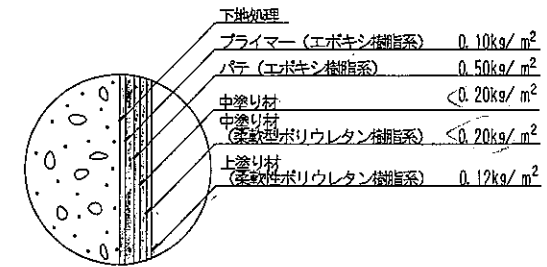 下地処理
プライマー（エポキシ樹脂系） 0.10kg/m²
パテ（エポキシ樹脂系） 0.50kg/m²
中塗り材 <0.20kg/m²
中塗り材
（柔軟型ポリウレタン樹脂系） <0.20kg/m²
上塗り材
（柔軟性ポリウレタン樹脂系） 0.12kg/m²